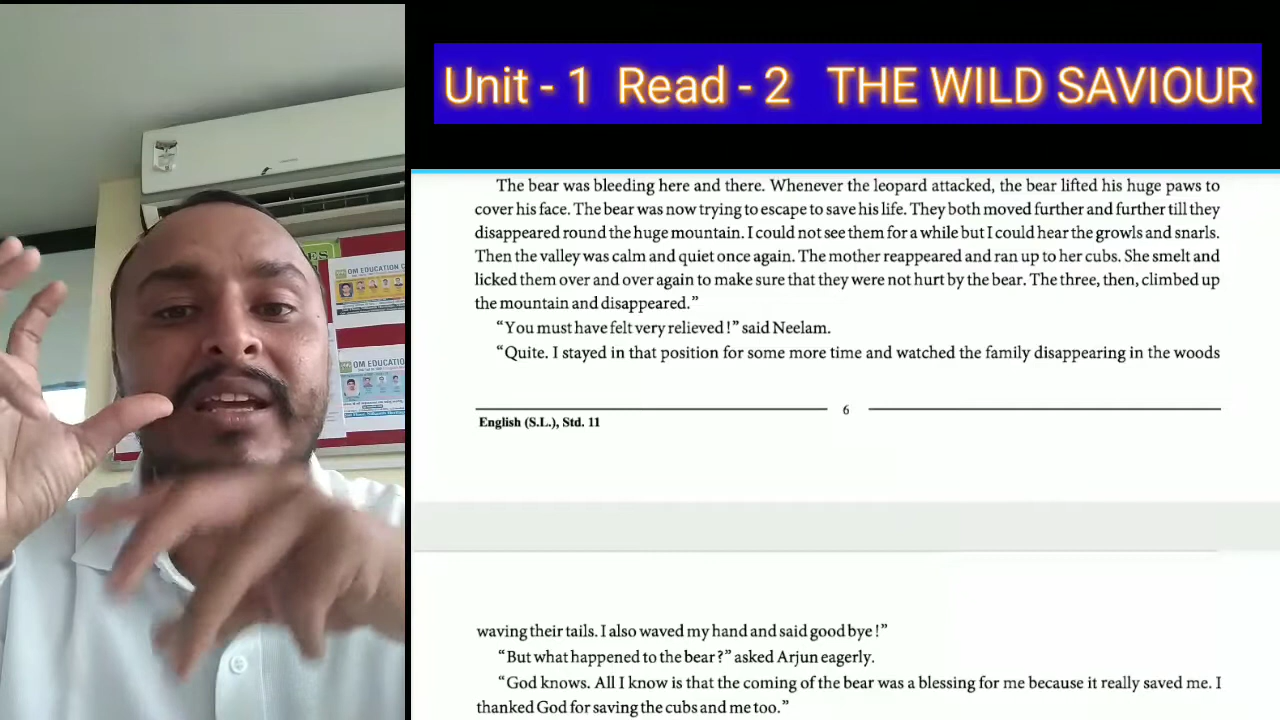 Unit - 1 Read - 2 THE WILD SAVIOUR
The bear was bleeding here and there. Whenever the leopard attacked, the bear lifted his huge paws to
cover his face. The bear was now trying to escape to save his life. They both moved further and further till they
disappeared round the huge mountain. I could not see them for a while but I could hear the growls and snarls.
Then the valley was calm and quiet once again. The mother reappeared and ran up to her cubs. She smelt and
licked them over and over again to make sure that they were not hurt by the bear. The three, then, climbed up
the mountain and disappeared.”
“You must have felt very relieved !” said Neelam.
“Quite. I stayed in that position for some more time and watched the family disappearing in the woods
6
English (S.L.), Std. 11
waving their tails. I also waved my hand and said good bye !”
“But what happened to the bear ?” asked Arjun eagerly.
“God knows. All I know is that the coming of the bear was a blessing for me because it really saved me. I
thanked God for saving the cubs and me too.”
OM EDUCATION
OM EDUCATIO